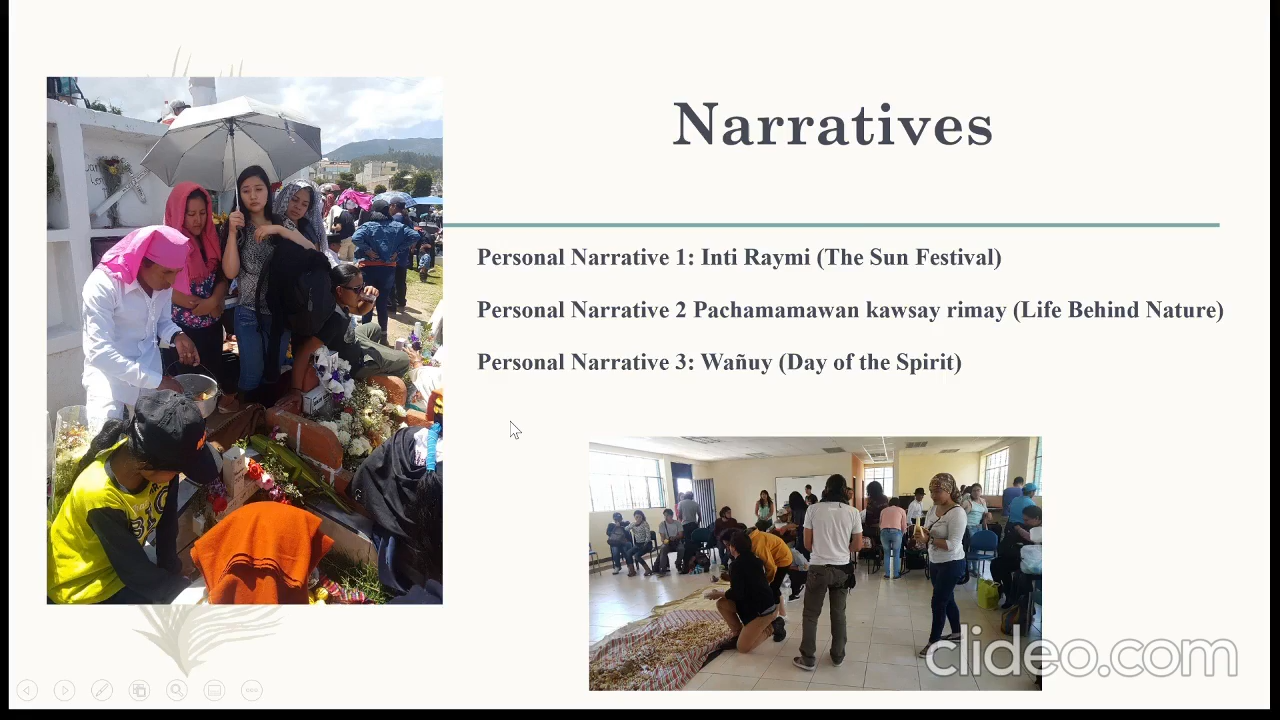 Narratives
Personal Narrative 1: Inti Raymi (The Sun Festival)
Personal Narrative 2 Pachamamawan kawsay rimay (Life Behind Nature)
Personal Narrative 3: Wañuy (Day of the Spirit)
clideo.com